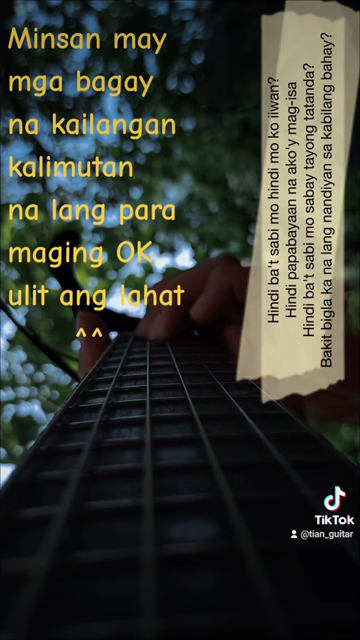 Minsan may
mga bagay
na kailangan
kalimutan
na lang para
maging OK
ulit ang lahat
^^
Hindi ba't sabi mo hindi mo ko iiwan?
Hindi papabayaan na ako'y mag-isa
Hindi ba't sabi mo sabay tayong tatanda?
Bakit bigla ka na lang nandiyan sa kabilang bahay?
TikTok
@tian_guitar